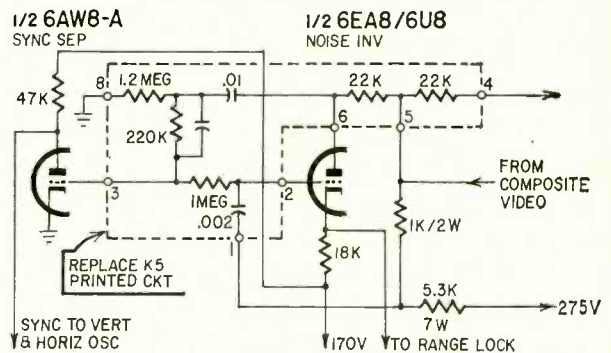 1/2 6AW8-A
SYNC SEP
1/2 6EA8/6U8
NOISE INV
47K
8
1.2 MEG
.01
22K
22K
4
220K
6
5
3
1MEG
2
.002
1
FROM
COMPOSITE
VIDEO
1K/2W
18K
REPLACE K5
PRINTED CKT
5.3K
7W
275V
SYNC TO VERT
& HORIZ OSC
170V
TO RANGE LOCK